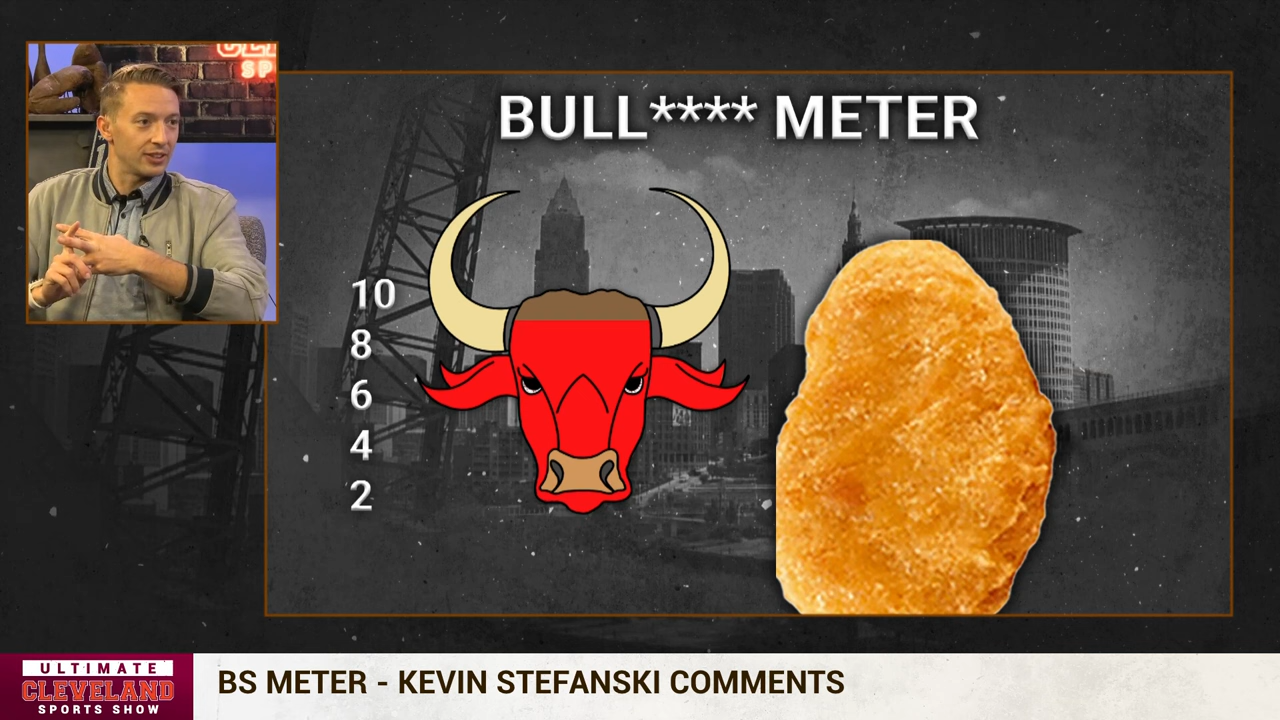 BULL**** METER
10
8
6
4
2
ULTIMATE
CLEVELAND
SPORTS SHOW
BS METER - KEVIN STEFANSKI COMMENTS